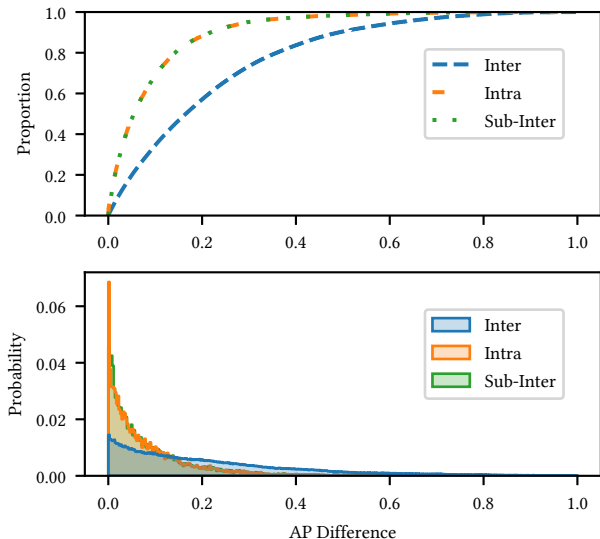 1.0
0.8
0.6
0.4
0.2
0.0
Proportion
Inter
Intra
Sub-Inter
0.0 0.2 0.4 0.6 0.8 1.0
0.06
0.04
0.02
0.00
Probability
Inter
Intra
Sub-Inter
0.0 0.2 0.4 0.6 0.8 1.0
AP Difference